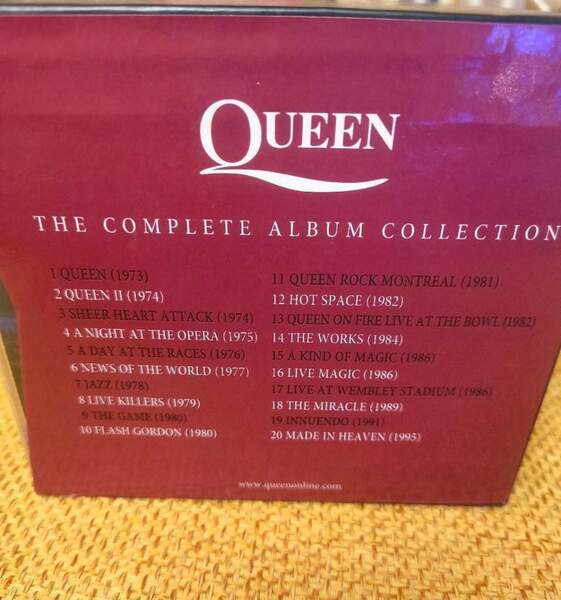 QUEEN
THE COMPLETE ALBUM COLLECTION
1 QUEEN (1973)
2 QUEEN II (1974)
3 SHEER HEART ATTACK (1974)
4 A NIGHT AT THE OPERA (1975)
5 A DAY AT THE RACES (1976)
6 NEWS OF THE WORLD (1977)
7 JAZZ (1978)
8 LIVE KILLERS (1979)
9 THE GAME (1980)
10 FLASH GORDON (1980)
11 QUEEN ROCK MONTREAL (1981)
12 HOT SPACE (1982)
13 QUEEN ON FIRE LIVE AT THE BOWL (1982)
14 THE WORKS (1984)
15 A KIND OF MAGIC (1986)
16 LIVE MAGIC (1986)
17 LIVE AT WEMBLEY STADIUM (1986)
18 THE MIRACLE (1989)
19 INNUENDO (1991)
20 MADE IN HEAVEN (1995)
www.queenonline.com